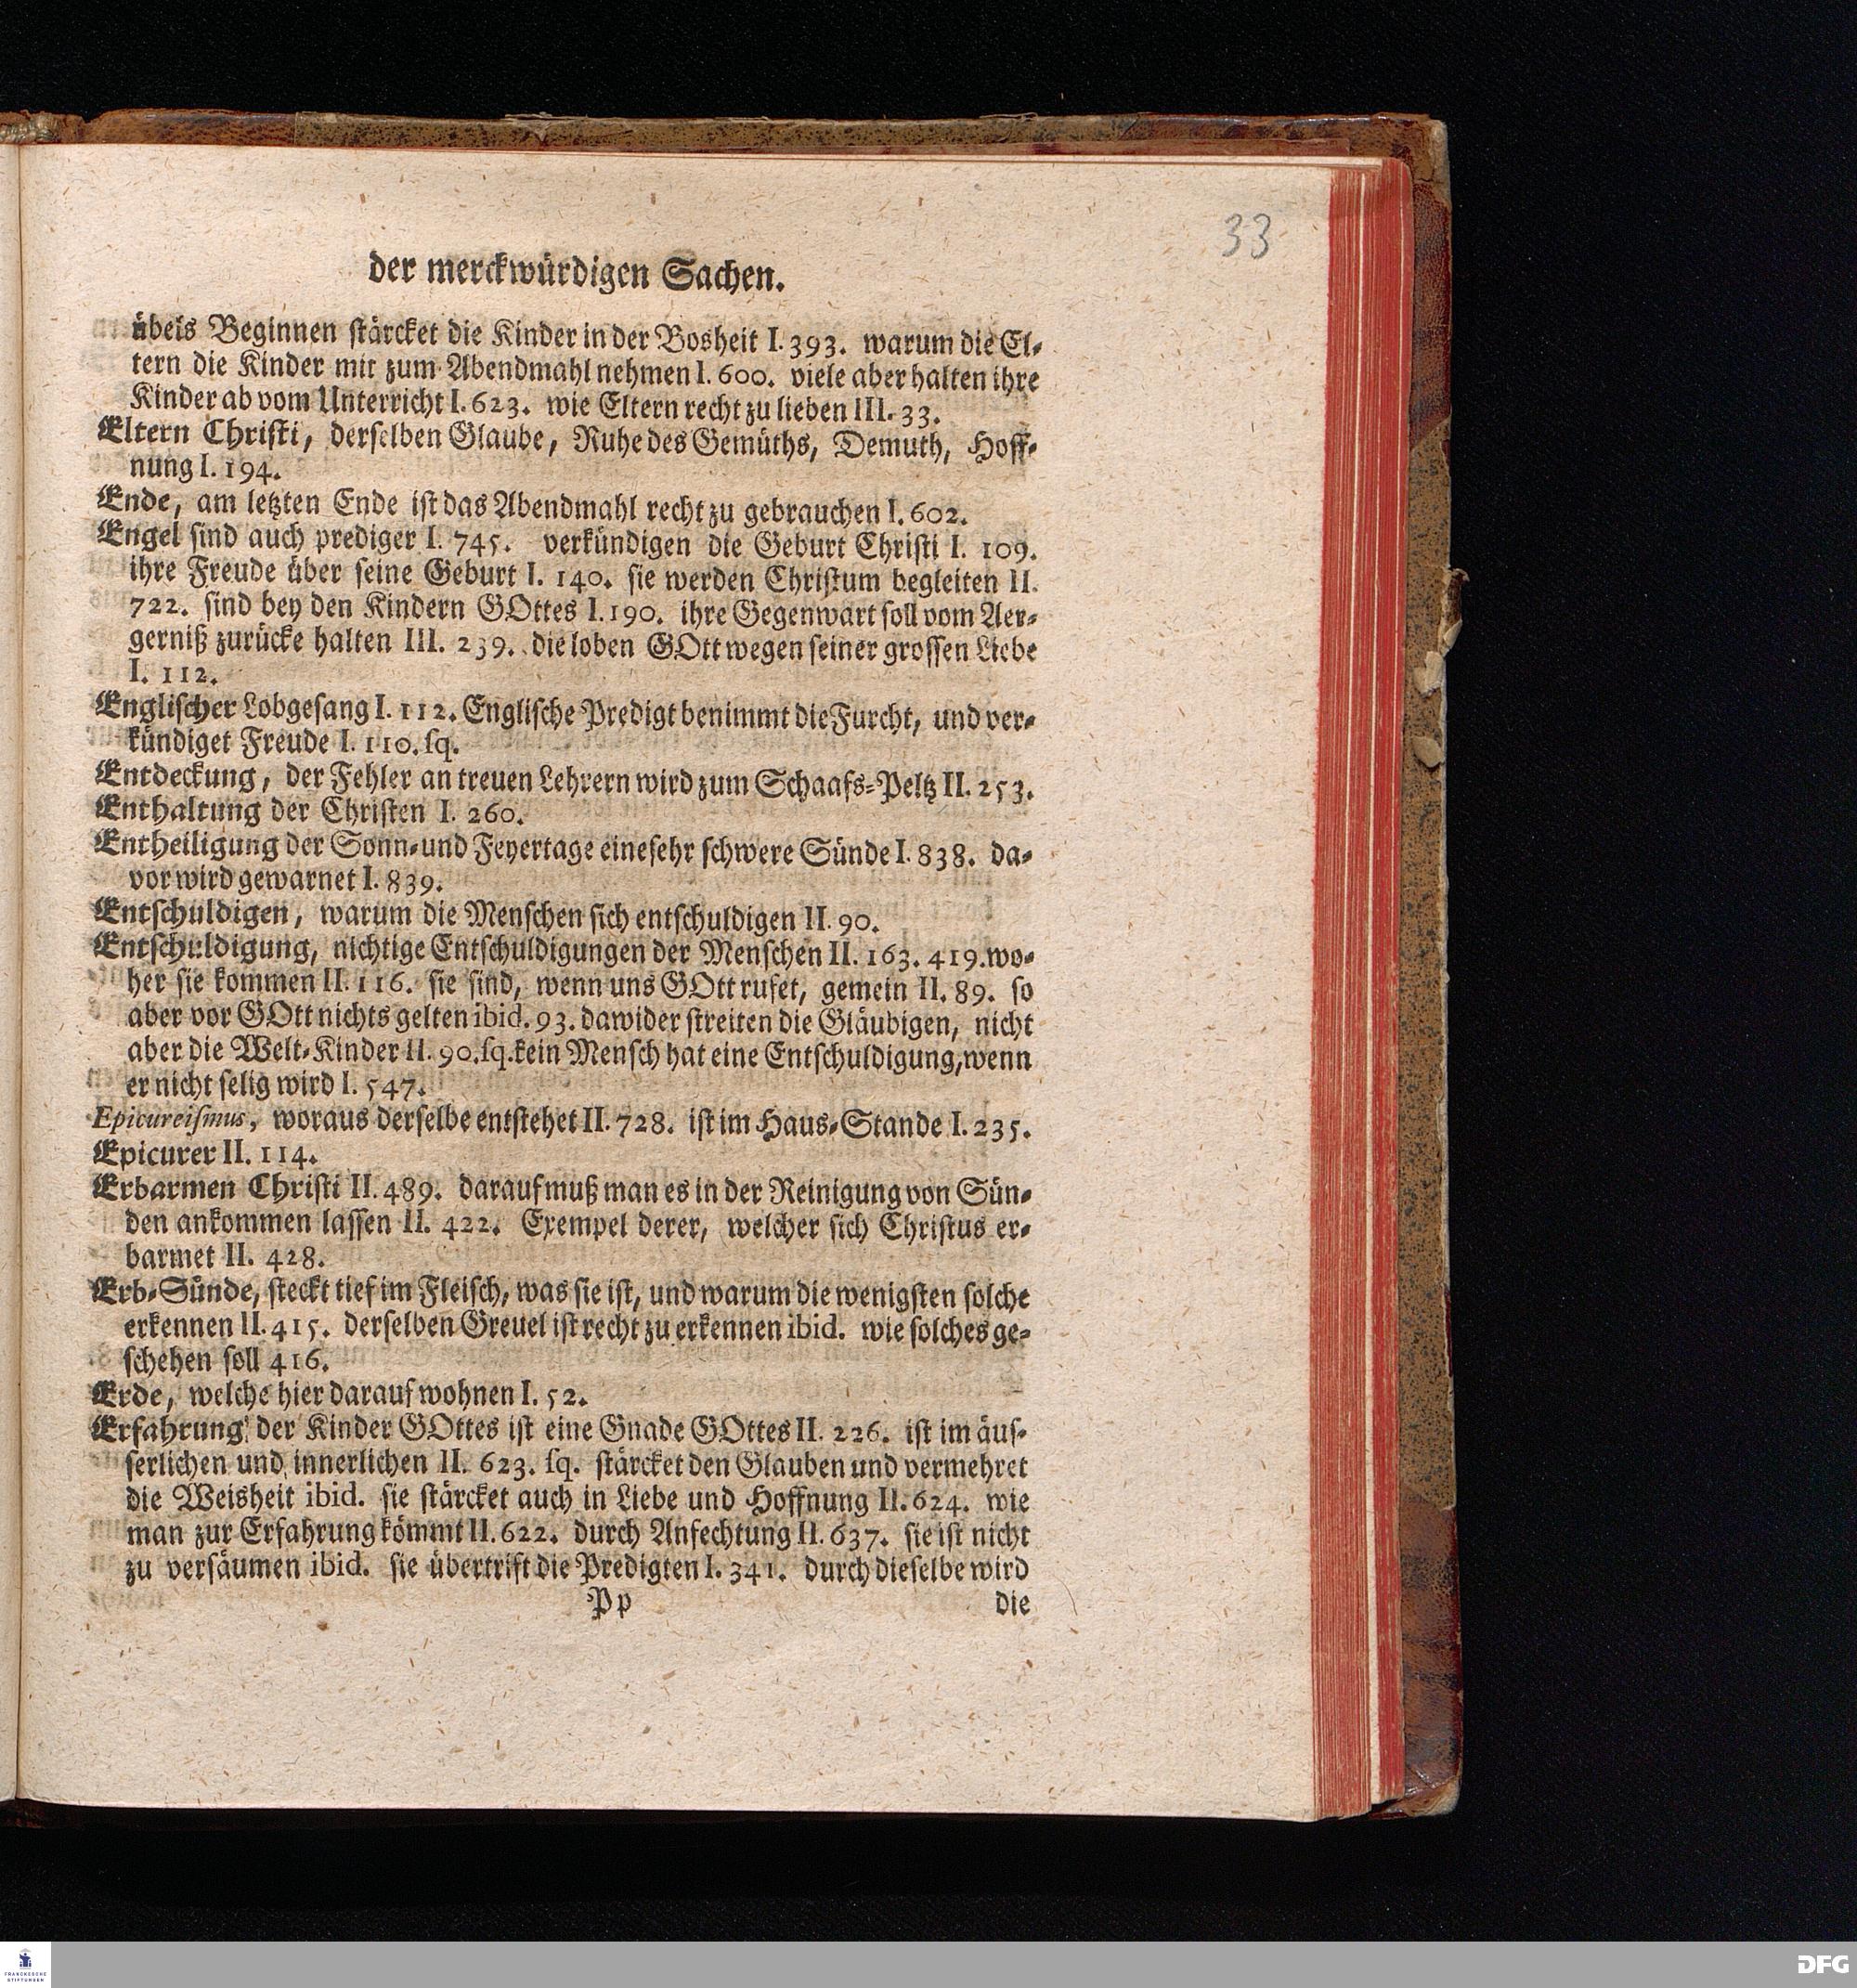 33
der merckwürdigen Sachen.
übels Beginnen stärcket die Kinder in der Bosheit I. 393. warum die El-
tern die Kinder mit zum Abendmahl nehmen I. 600. viele aber halten ihre
Kinder ab vom Unterricht I. 623. wie Eltern recht zu lieben III. 33.
Eltern Christi, derselben Glaube, Ruhe des Gemüths, Demuth, Hoff-
nung I. 194.
Ende, am letzten Ende ist das Abendmahl recht zu gebrauchen I. 602.
Engel sind auch prediger I. 745. verkündigen die Geburt Christi I. 109.
ihre Freude über seine Geburt I. 140. sie werden Christum begleiten II.
722. sind bey den Kindern GOttes I. 190. ihre Gegenwart soll vom Aer-
gerniß zurücke halten III. 239. die loben GOtt wegen seiner grossen Liebe
I. 112.
Englischer Lobgesang I. 112. Englische Predigt benimmt die Furcht, und ver-
kündiget Freude I. 110. sq.
Entdeckung, der Fehler an treuen Lehrern wird zum Schaafs-Peltz II. 253.
Enthaltung der Christen I. 260.
Entheiligung der Sonn- und Feyertage eine sehr schwere Sünde I. 838. da-
vor wird gewarnet I. 839.
Entschuldigen, warum die Menschen sich entschuldigen II. 90.
Entschuldigung, nichtige Entschuldigungen der Menschen II. 163. 419. wo-
her sie kommen II. 116. sie sind, wenn uns GOtt rufet, gemein II. 89. so
aber vor GOtt nichts gelten ibid. 93. dawider streiten die Gläubigen, nicht
aber die Welt-Kinder II. 90. sq. kein Mensch hat eine Entschuldigung, wenn
er nicht selig wird I. 547.
Epicureismus, woraus derselbe entstehet II. 728. ist im Haus-Stande I. 235.
Epicurer II. 114.
Erbarmen Christi II. 489. darauf muß man es in der Reinigung von Sün-
den ankommen lassen II. 422. Exempel derer, welcher sich Christus er-
barmet II. 428.
Erb-Sünde, steckt tief im Fleisch, was sie ist, und warum die wenigsten solche
erkennen II. 415. derselben Greuel ist recht zu erkennen ibid. wie solches ge-
schehen soll 416.
Erde, welche hier darauf wohnen I. 52.
Erfahrung der Kinder GOttes ist eine Gnade GOttes II. 226. ist im äus-
serlichen und innerlichen II. 623. sq. stärcket den Glauben und vermehret
die Weisheit ibid. sie stärcket auch in Liebe und Hoffnung II. 624. wie
man zur Erfahrung kömmt II. 622. durch Anfechtung II. 637. sie ist nicht
zu versäumen ibid. sie übertrift die Predigten I. 341. durch dieselbe wird
Pp die
FRANCKESCHE
STIFTUNGEN
DFG